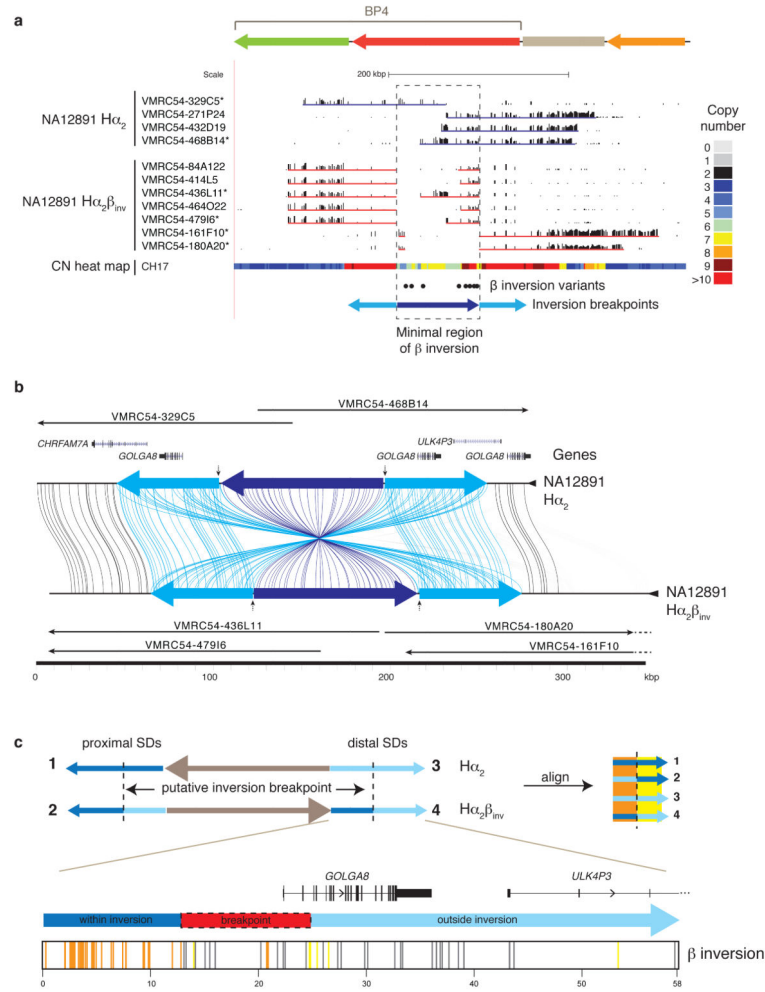 a
BP4
Scale
200 kbp
NA12891 Hα2
VMRC54-329C5*
VMRC54-271P24
VMRC54-432D19
VMRC54-468B14*
NA12891 Hα2βinv
VMRC54-84A122
VMRC54-414L5
VMRC54-436L11*
VMRC54-464O22
VMRC54-479I6*
VMRC54-161F10*
VMRC54-180A20*
CN heat map
CH17
Copy
number
0
1
2
3
4
5
6
7
8
9
>10
β inversion variants
Inversion breakpoints
Minimal region
of β inversion
b
VMRC54-329C5
VMRC54-468B14
CHRFAM7A
GOLGA8
ULK4P3
GOLGA8
GOLGA8
Genes
NA12891
Hα2
NA12891
Hα2βinv
VMRC54-436L11
VMRC54-180A20
VMRC54-479I6
VMRC54-161F10
0 100 200 300 kbp
c
proximal SDs
distal SDs
1
3
Hα2
putative inversion breakpoint
2
4
Hα2βinv
align
1
2
3
4
GOLGA8
ULK4P3
within inversion
breakpoint
outside inversion
β inversion
0 10 20 30 40 50 58